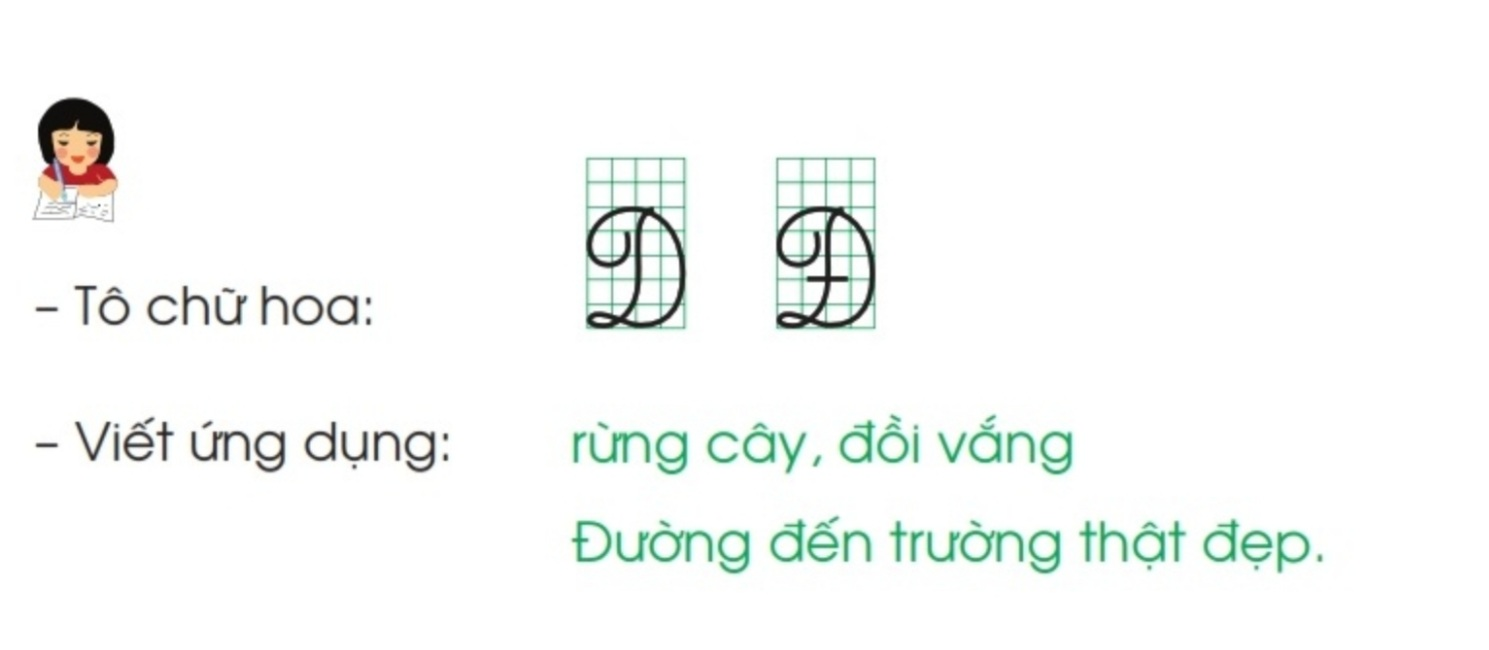 – Tô chữ hoa: D Đ
– Viết ứng dụng: rừng cây, đồi vắng
Đường đến trường thật đẹp.